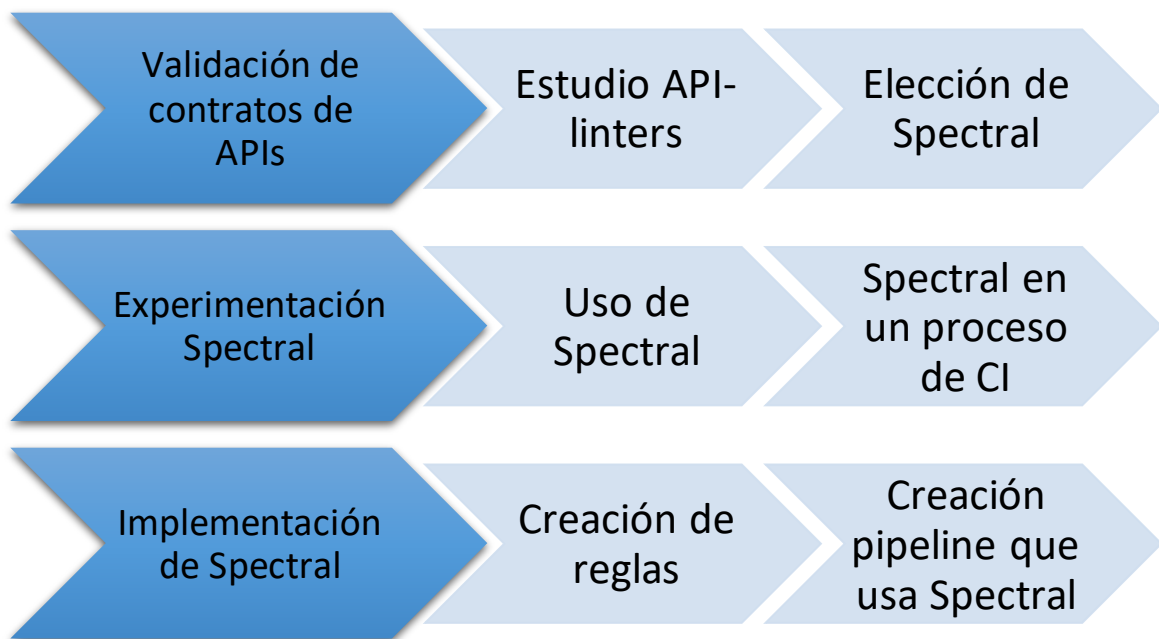 Validación de
contratos de
APIs
Estudio API-
linters
Elección de
Spectral
Experimentación
Spectral
Uso de
Spectral
Spectral en
un proceso
de CI
Implementación
de Spectral
Creación de
reglas
Creación
pipeline que
usa Spectral